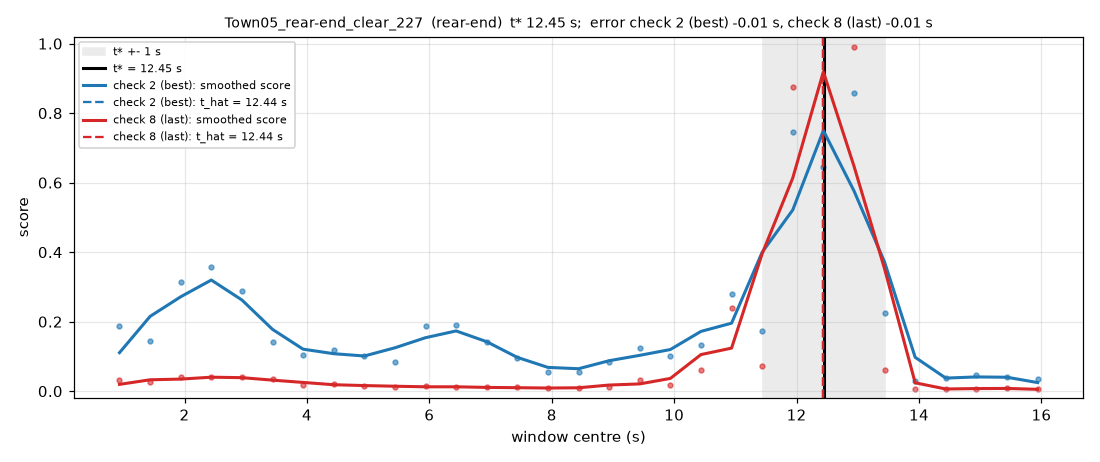 Town05_rear-end_clear_227 (rear-end) t* 12.45 s; error check 2 (best) -0.01 s, check 8 (last) -0.01 s
t* +- 1 s
t* = 12.45 s
check 2 (best): smoothed score
check 2 (best): t_hat = 12.44 s
check 8 (last): smoothed score
check 8 (last): t_hat = 12.44 s
1.0
0.8
0.6
0.4
0.2
0.0
score
2 4 6 8 10 12 14 16
window centre (s)